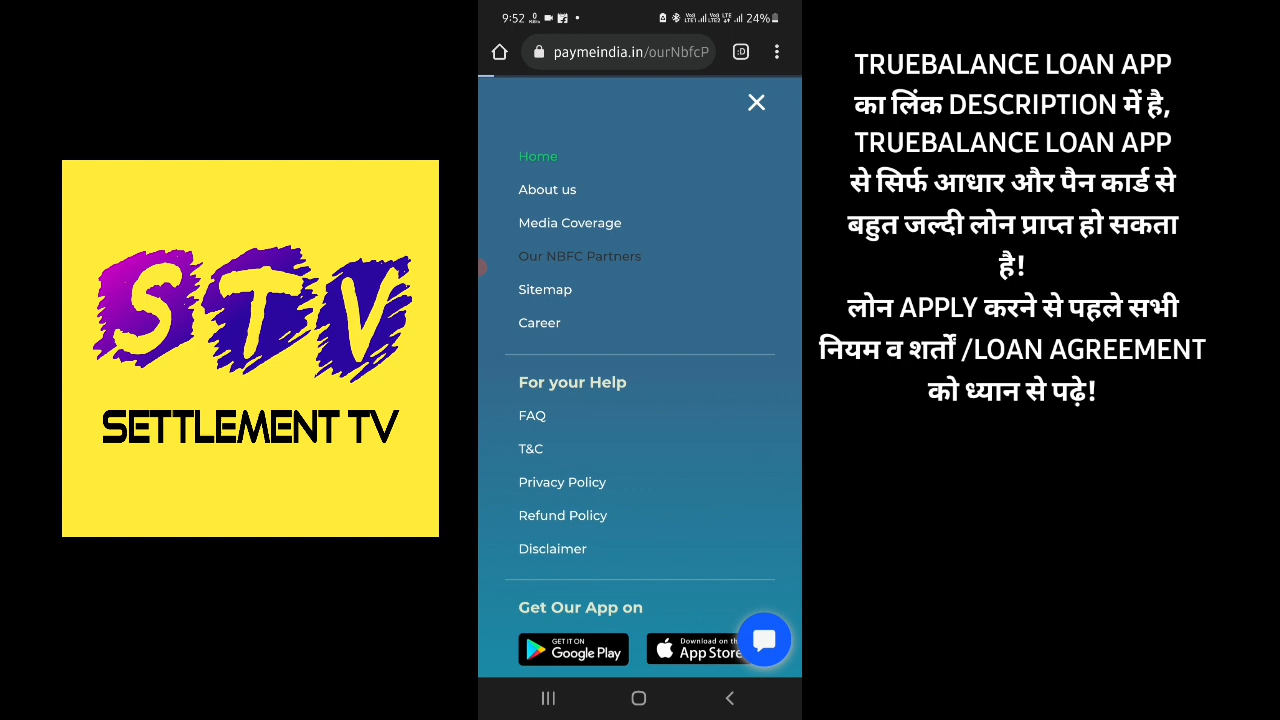 STV
SETTLEMENT TV
9:52
24%
paymeindia.in/ourNbfcP
:D
Home
About us
Media Coverage
Our NBFC Partners
Sitemap
Career
For your Help
FAQ
T&C
Privacy Policy
Refund Policy
Disclaimer
Get Our App on
GET IT ON
Google Play
Download on the
App Store
TRUEBALANCE LOAN APP
का लिंक DESCRIPTION में है,
TRUEBALANCE LOAN APP
से सिर्फ आधार और पैन कार्ड से
बहुत जल्दी लोन प्राप्त हो सकता
है!
लोन APPLY करने से पहले सभी
नियम व शर्तों /LOAN AGREEMENT
को ध्यान से पढ़े!